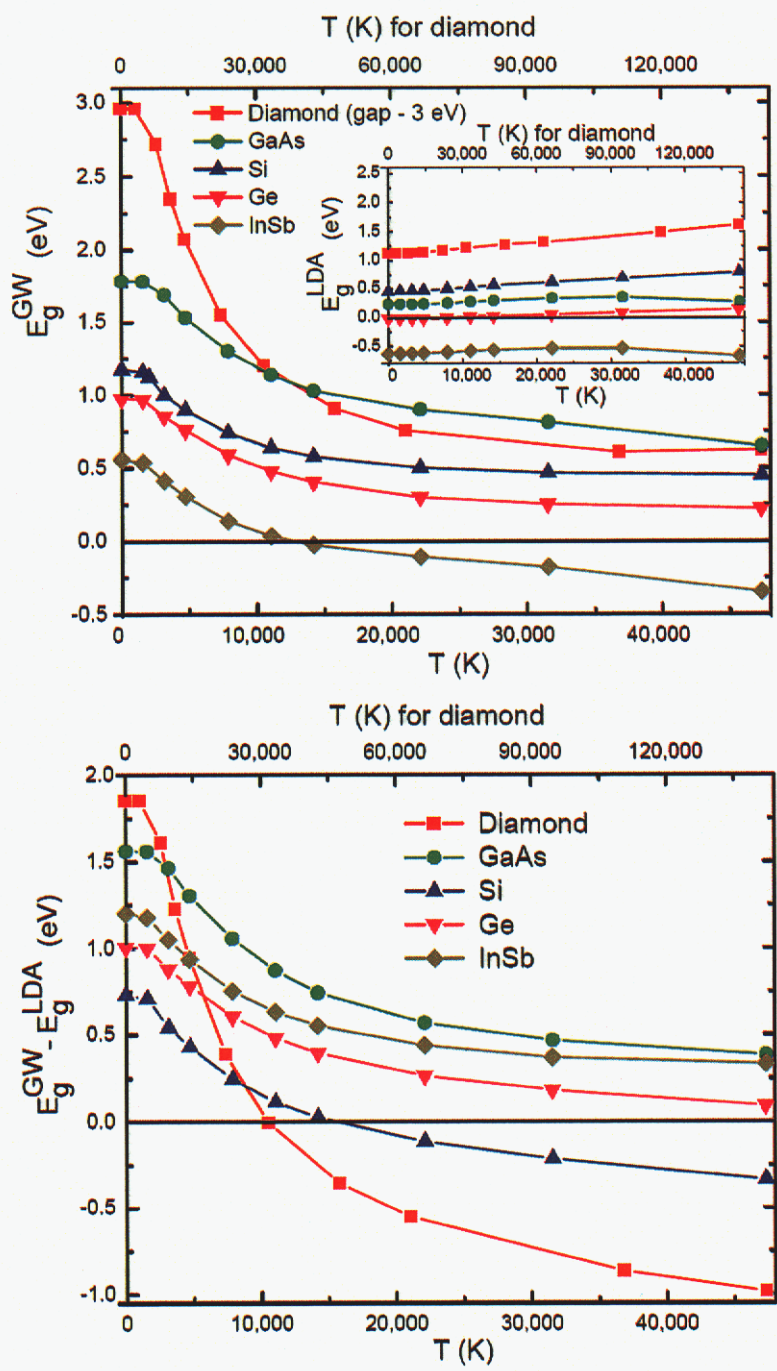 T (K) for diamond
0 30,000 60,000 90,000 120,000
3.0
2.5
2.0
1.5
1.0
0.5
0.0
-0.5
E_g^GW (eV)
Diamond (gap - 3 eV)
GaAs
Si
Ge
InSb
T (K) for diamond
0 30,000 60,000 90,000 120,000
2.5
2.0
1.5
1.0
0.5
0.0
-0.5
E_g^LDA (eV)
0 10,000 20,000 30,000 40,000
T (K)
0 10,000 20,000 30,000 40,000
T (K)
T (K) for diamond
0 30,000 60,000 90,000 120,000
2.0
1.5
1.0
0.5
0.0
-0.5
-1.0
E_g^GW - E_g^LDA (eV)
Diamond
GaAs
Si
Ge
InSb
0 10,000 20,000 30,000 40,000
T (K)